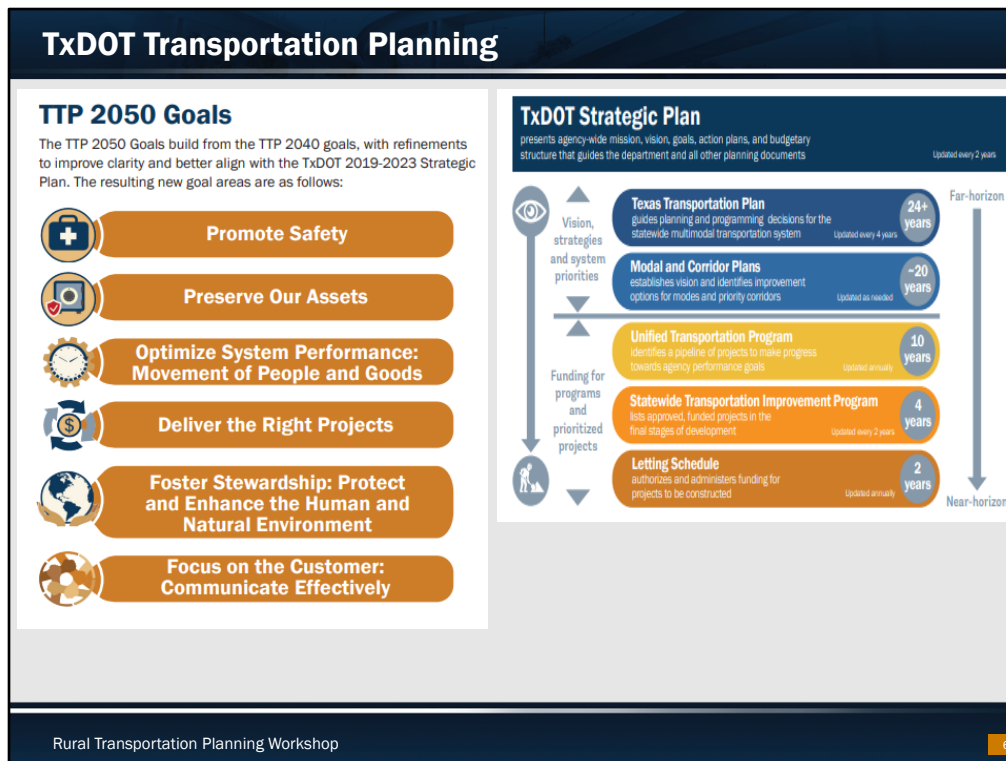 TxDOT Transportation Planning
TTP 2050 Goals
The TTP 2050 Goals build from the TTP 2040 goals, with refinements
to improve clarity and better align with the TxDOT 2019-2023 Strategic
Plan. The resulting new goal areas are as follows:
Promote Safety
Preserve Our Assets
Optimize System Performance:
Movement of People and Goods
Deliver the Right Projects
Foster Stewardship: Protect
and Enhance the Human and
Natural Environment
Focus on the Customer:
Communicate Effectively
TxDOT Strategic Plan
presents agency-wide mission, vision, goals, action plans, and budgetary
structure that guides the department and all other planning documents
Updated every 2 years
Vision,
strategies
and system
priorities
Texas Transportation Plan
guides planning and programming decisions for the
statewide multimodal transportation system
Updated every 4 years
24+
years
Modal and Corridor Plans
establishes vision and identifies improvement
options for modes and priority corridors
Updated as needed
~20
years
Funding for
programs
and
prioritized
projects
Unified Transportation Program
identifies a pipeline of projects to make progress
towards agency performance goals
Updated annually
10
years
Statewide Transportation Improvement Program
lists approved, funded projects in the
final stages of development
Updated every 2 years
4
years
Letting Schedule
authorizes and administers funding for
projects to be constructed
Updated annually
2
years
Far-horizon
Near-horizon
Rural Transportation Planning Workshop
6